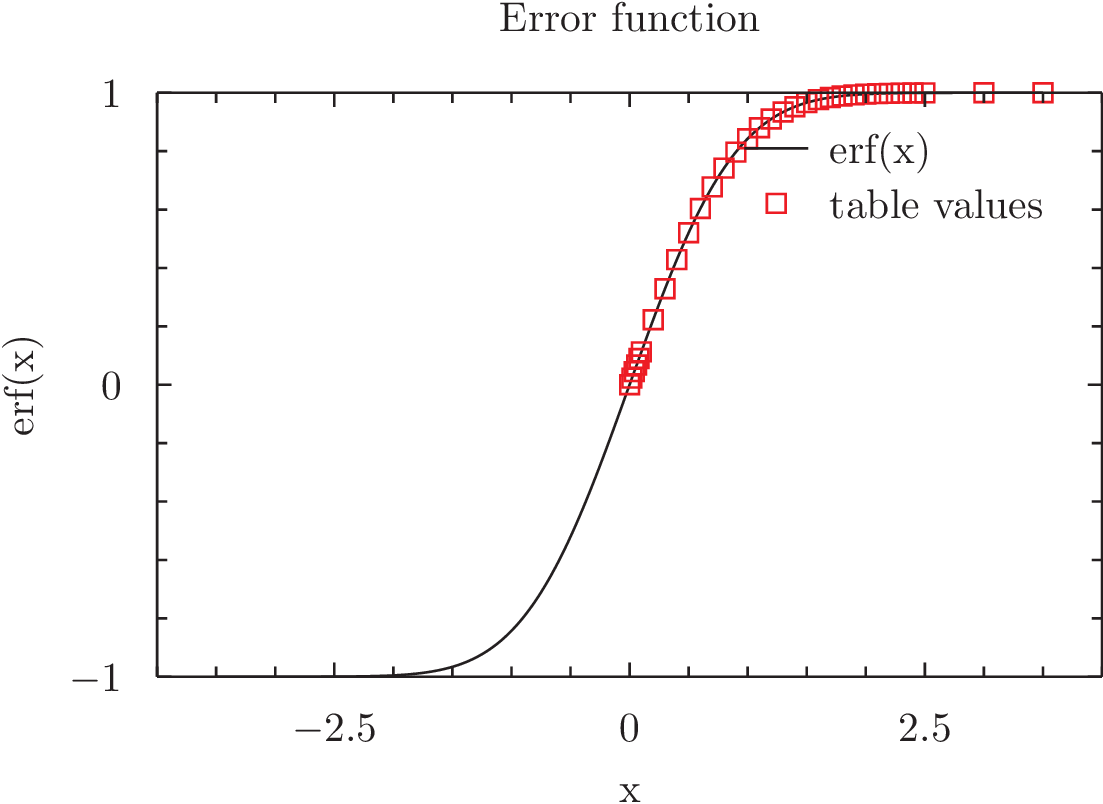 Error function
1
erf(x)
table values
erf(x)
0
−1
−2.5 0 2.5
x